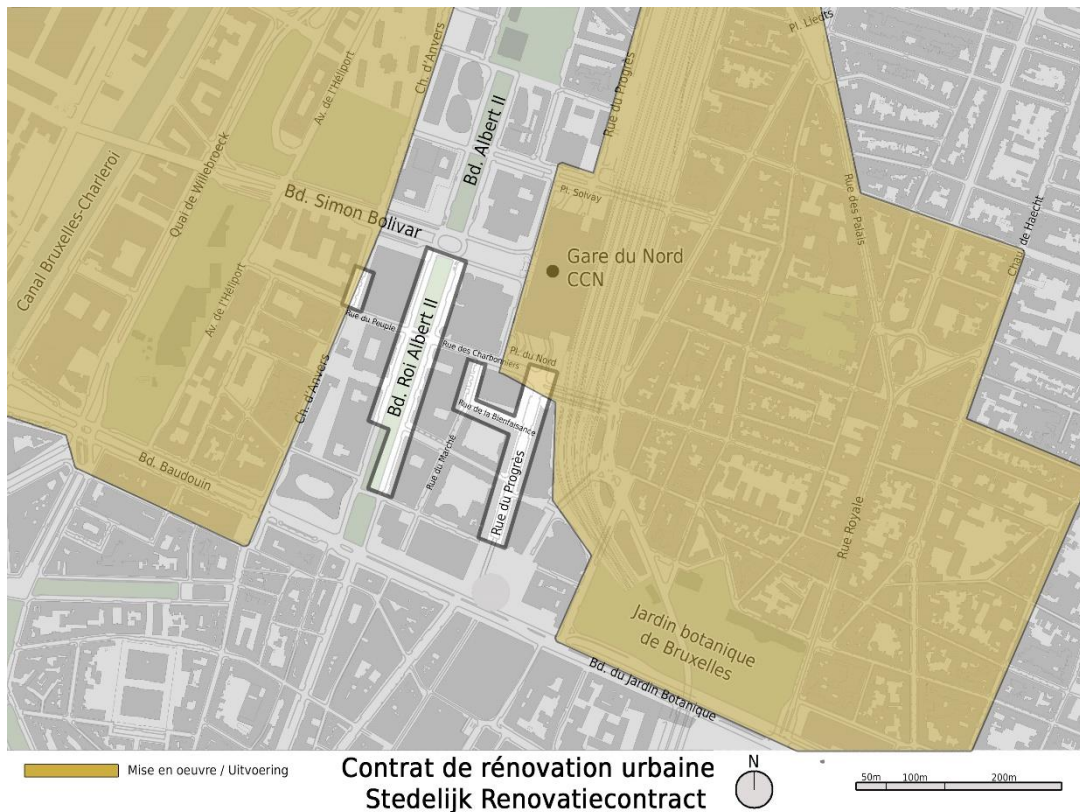 Pl. Liedts
Ch. d'Anvers
Rue du Progrès
Av. de l'Héliport
Bd. Albert II
Canal Bruxelles-Charleroi
Quai de Willebroeck
Bd. Simon Bolivar
Pl. Solvay
Rue des Palais
Chau. de Haecht
Gare du Nord
CCN
Av. de l'Héliport
Rue du Peuple
Bd. Roi Albert II
Rue des Charbonniers
Pl. du Nord
Ch. d'Anvers
Rue de la Bienfaisance
Rue du Marché
Bd. Baudouin
Rue du Progrès
Rue Royale
Jardin botanique
de Bruxelles
Bd. du Jardin Botanique
Mise en oeuvre / Uitvoering
Contrat de rénovation urbaine
Stedelijk Renovatiecontract
N
50m 100m 200m